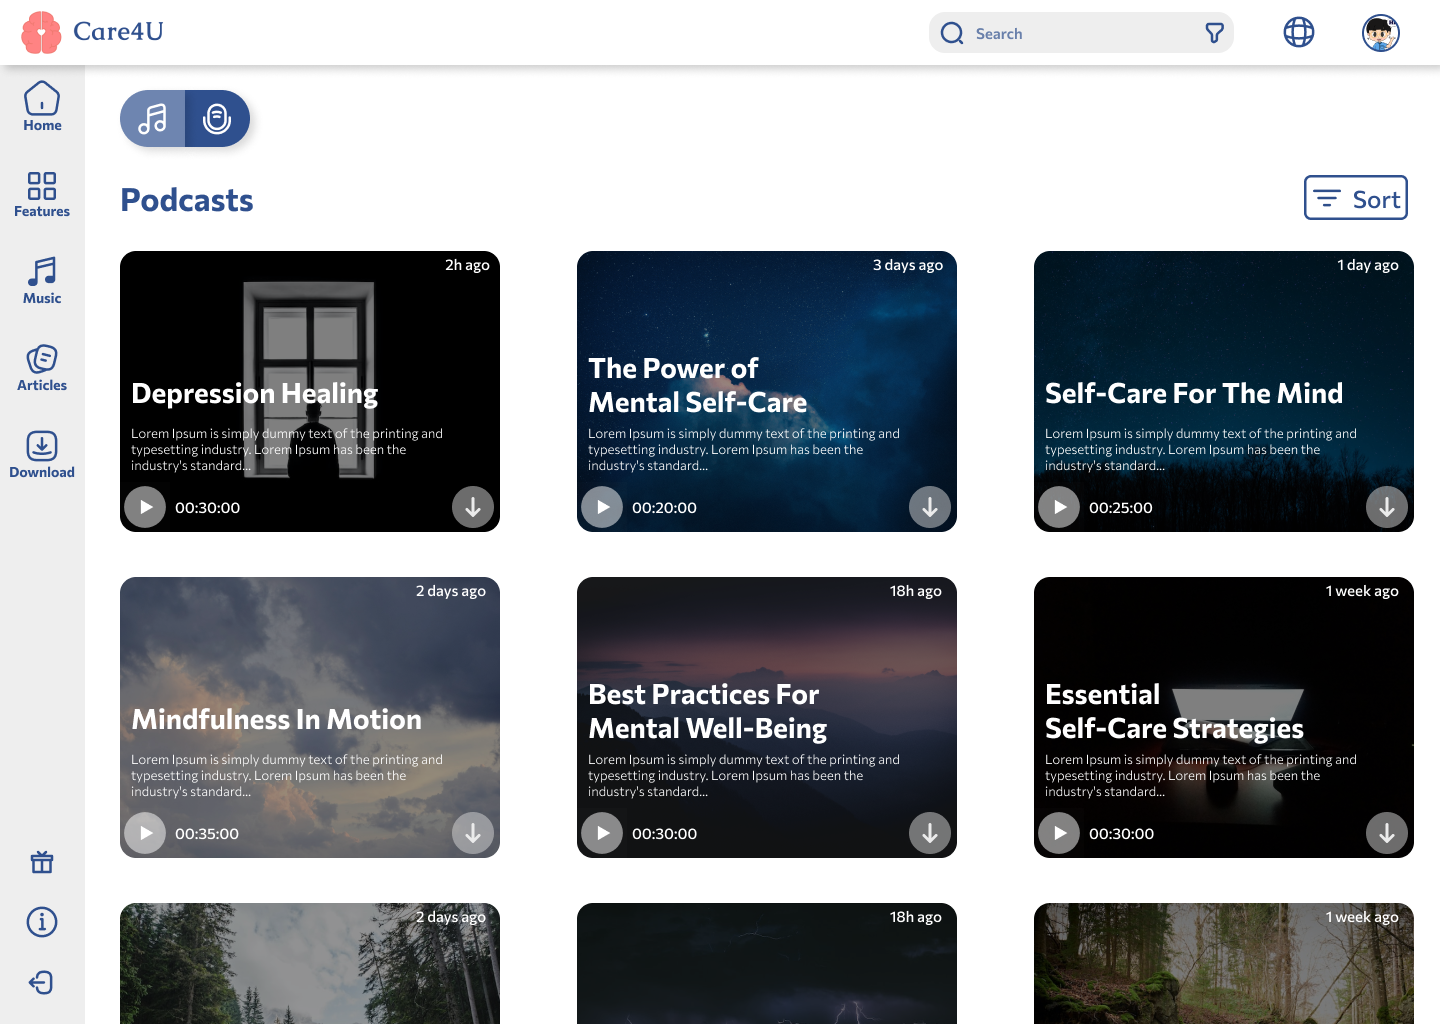 Care4U
Search
Home
Features
Music
Articles
Download
Podcasts
Sort
2h ago
Depression Healing
Lorem Ipsum is simply dummy text of the printing and
typesetting industry. Lorem Ipsum has been the
industry's standard...
00:30:00
3 days ago
The Power of
Mental Self-Care
Lorem Ipsum is simply dummy text of the printing and
typesetting industry. Lorem Ipsum has been the
industry's standard...
00:20:00
1 day ago
Self-Care For The Mind
Lorem Ipsum is simply dummy text of the printing and
typesetting industry. Lorem Ipsum has been the
industry's standard...
00:25:00
2 days ago
Mindfulness In Motion
Lorem Ipsum is simply dummy text of the printing and
typesetting industry. Lorem Ipsum has been the
industry's standard...
00:35:00
18h ago
Best Practices For
Mental Well-Being
Lorem Ipsum is simply dummy text of the printing and
typesetting industry. Lorem Ipsum has been the
industry's standard...
00:30:00
1 week ago
Essential
Self-Care Strategies
Lorem Ipsum is simply dummy text of the printing and
typesetting industry. Lorem Ipsum has been the
industry's standard...
00:30:00
2 days ago
18h ago
1 week ago